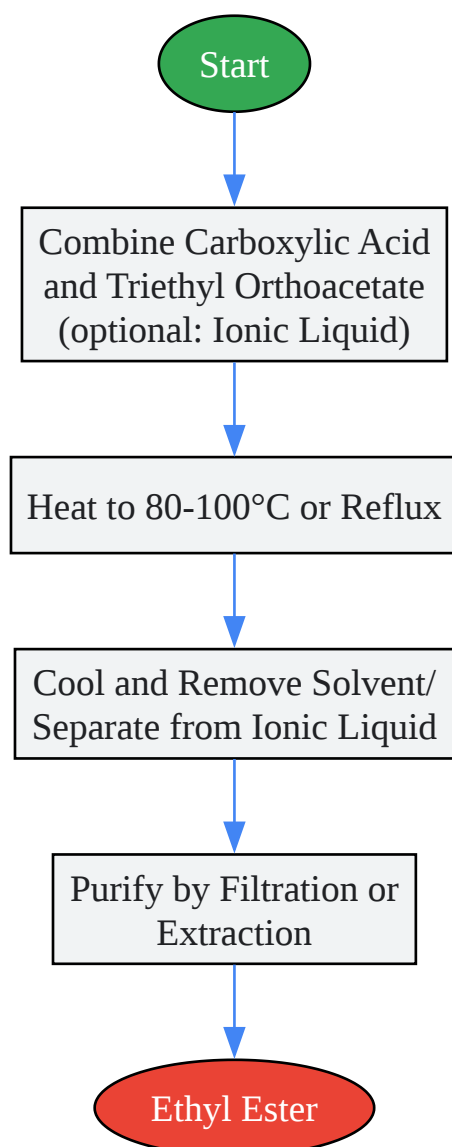 Start
Combine Carboxylic Acid
and Triethyl Orthoacetate
(optional: Ionic Liquid)
Heat to 80-100°C or Reflux
Cool and Remove Solvent/
Separate from Ionic Liquid
Purify by Filtration or
Extraction
Ethyl Ester